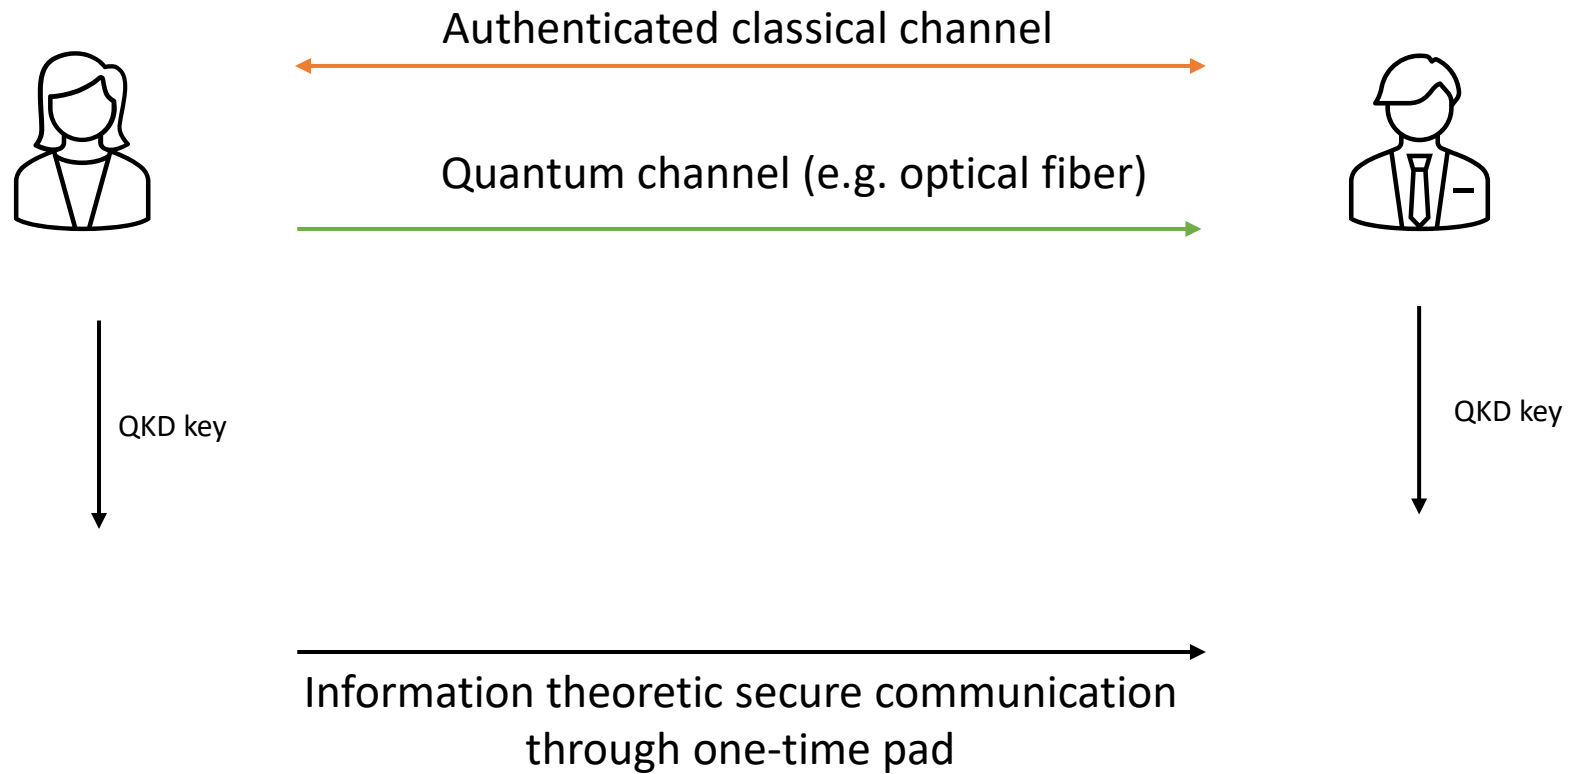 Authenticated classical channel
Quantum channel (e.g. optical fiber)
QKD key
QKD key
Information theoretic secure communication
through one-time pad